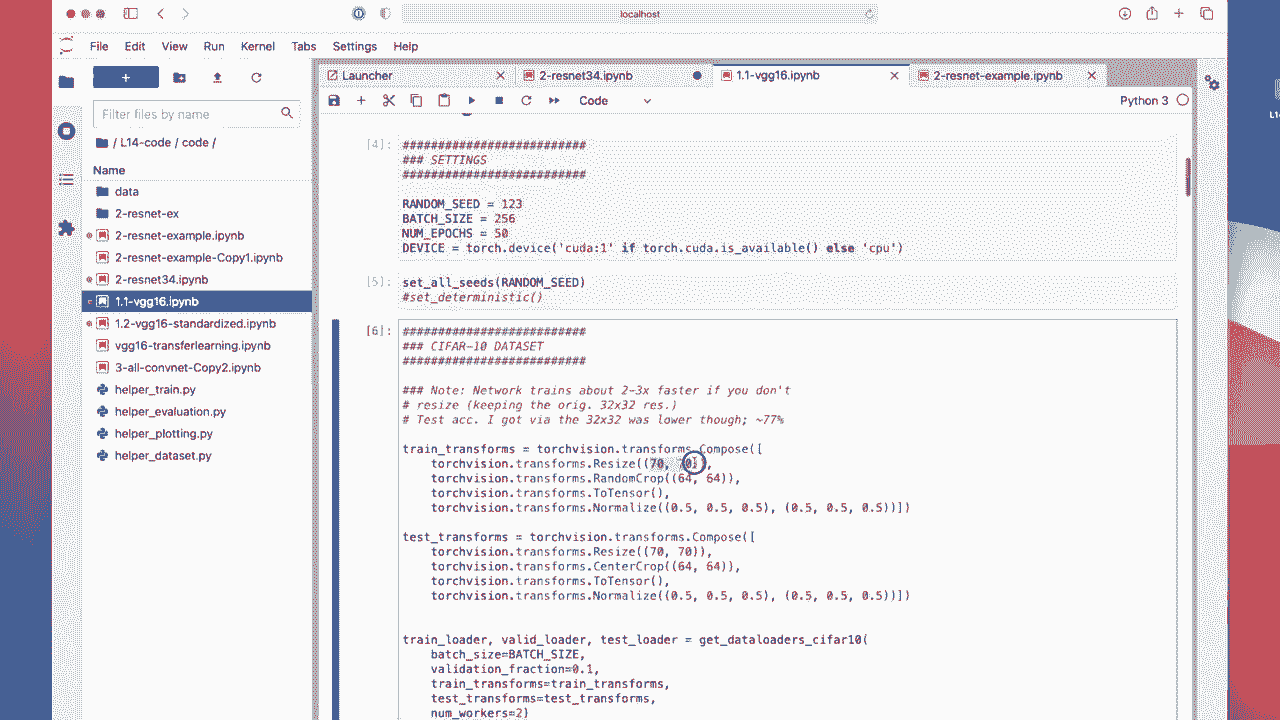 localhost
File Edit View Run Kernel Tabs Settings Help
Launcher
2-resnet34.ipynb
1.1-vgg16.ipynb
2-resnet-example.ipynb
Code
Python 3
Filter files by name
/ L14-code / code /
Name
data
2-resnet-ex
2-resnet-example.ipynb
2-resnet-example-Copy1.ipynb
2-resnet34.ipynb
1.1-vgg16.ipynb
1.2-vgg16-standardized.ipynb
vgg16-transferlearning.ipynb
3-all-convnet-Copy2.ipynb
helper_train.py
helper_evaluation.py
helper_plotting.py
helper_dataset.py
[4]:
##########################
### SETTINGS
##########################
RANDOM_SEED = 123
BATCH_SIZE = 256
NUM_EPOCHS = 50
DEVICE = torch.device('cuda:1' if torch.cuda.is_available() else 'cpu')
[5]:
set_all_seeds(RANDOM_SEED)
#set_deterministic()
[6]:
##########################
### CIFAR-10 DATASET
##########################
### Note: Network trains about 2-3x faster if you don't
# resize (keeping the orig. 32x32 res.)
# Test acc. I got via the 32x32 was lower though; ~77%
train_transforms = torchvision.transforms.Compose([
torchvision.transforms.Resize((70, 70)),
torchvision.transforms.RandomCrop((64, 64)),
torchvision.transforms.ToTensor(),
torchvision.transforms.Normalize((0.5, 0.5, 0.5), (0.5, 0.5, 0.5))])
test_transforms = torchvision.transforms.Compose([
torchvision.transforms.Resize((70, 70)),
torchvision.transforms.CenterCrop((64, 64)),
torchvision.transforms.ToTensor(),
torchvision.transforms.Normalize((0.5, 0.5, 0.5), (0.5, 0.5, 0.5))])
train_loader, valid_loader, test_loader = get_dataloaders_cifar10(
batch_size=BATCH_SIZE,
validation_fraction=0.1,
train_transforms=train_transforms,
test_transforms=test_transforms,
num_workers=2)
L14